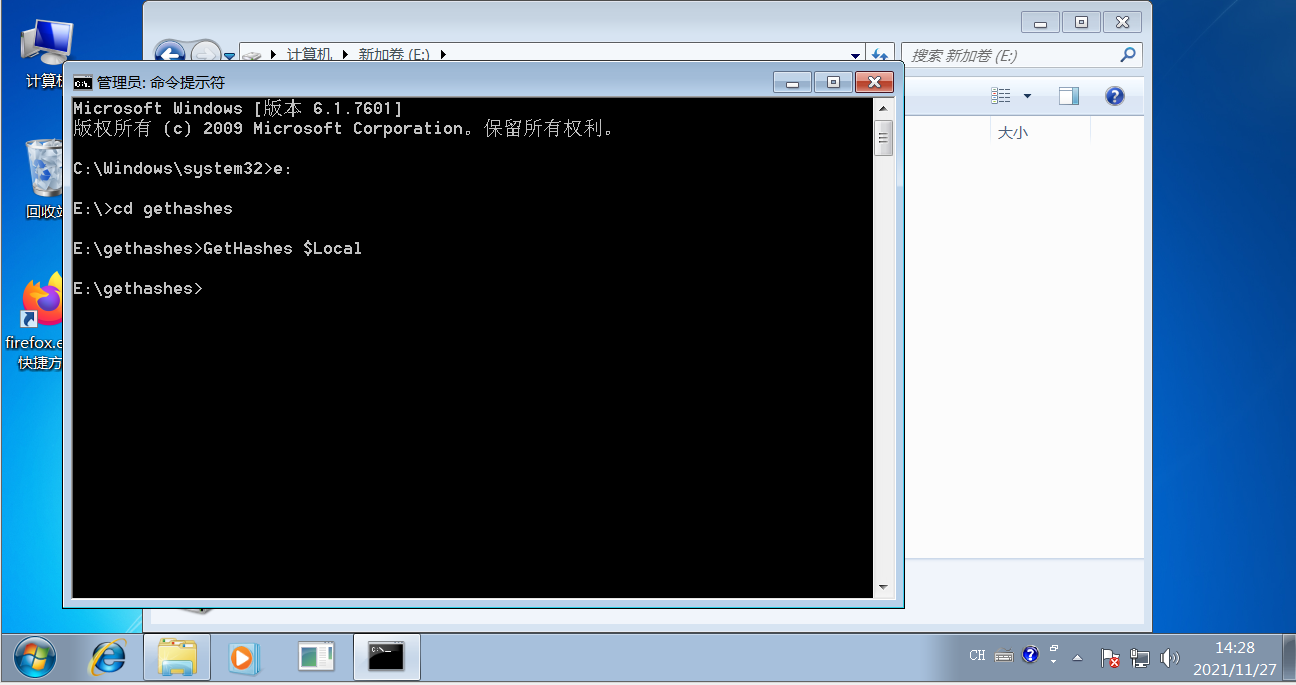 计算机
计算机 新加卷 (E:)
搜索 新加卷 (E:)
管理员: 命令提示符
Microsoft Windows [版本 6.1.7601]
版权所有 (c) 2009 Microsoft Corporation。保留所有权利。
C:\Windows\system32>e:
E:\>cd gethashes
E:\gethashes>GetHashes $Local
E:\gethashes>
大小
回收站
firefox.e
快捷方
CH
14:28
2021/11/27